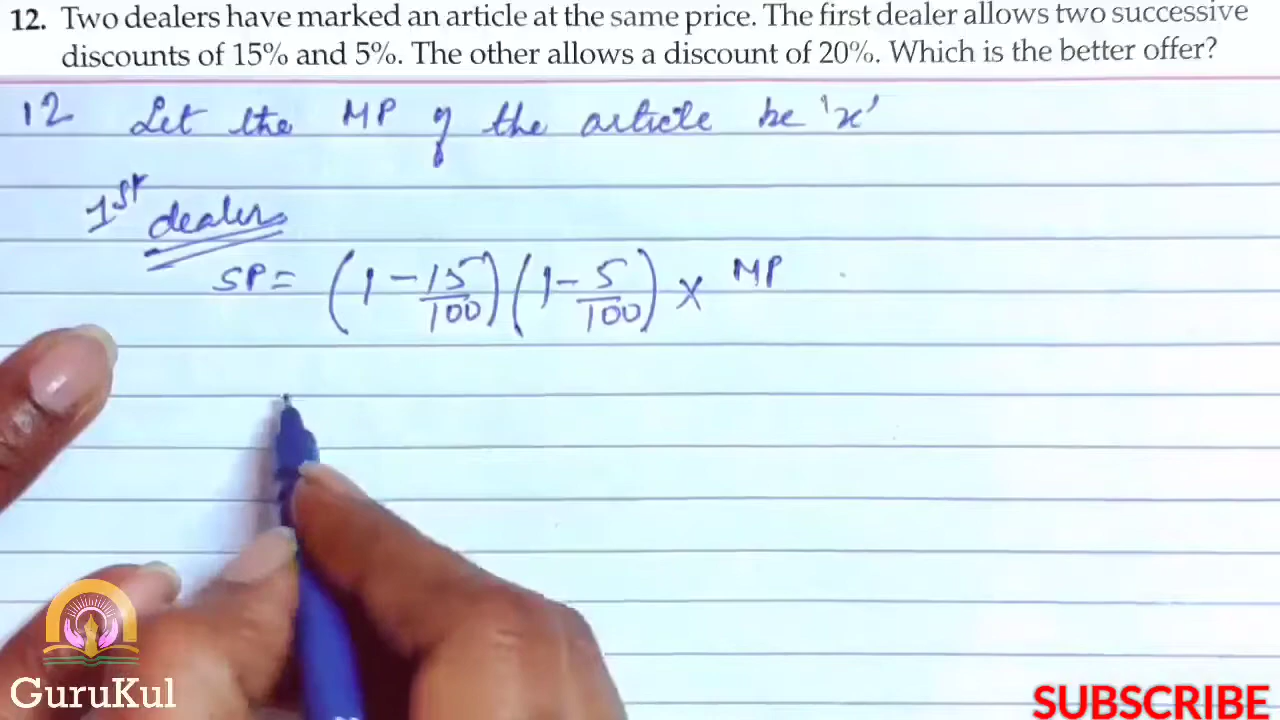 12. Two dealers have marked an article at the same price. The first dealer allows two successive
discounts of 15% and 5%. The other allows a discount of 20%. Which is the better offer?
12 Let the MP of the article be 'x'
1st dealer
SP = (1 - 15/100) (1 - 5/100) × MP
GuruKul
SUBSCRIBE